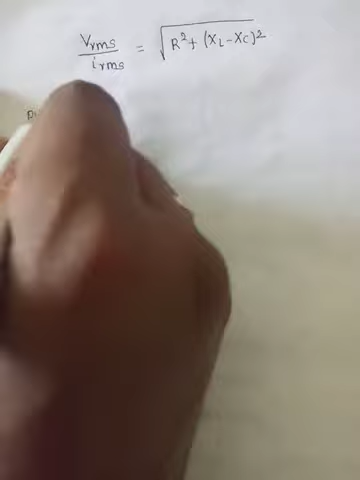 Vrms / irms = √R² + (XL - XC)²